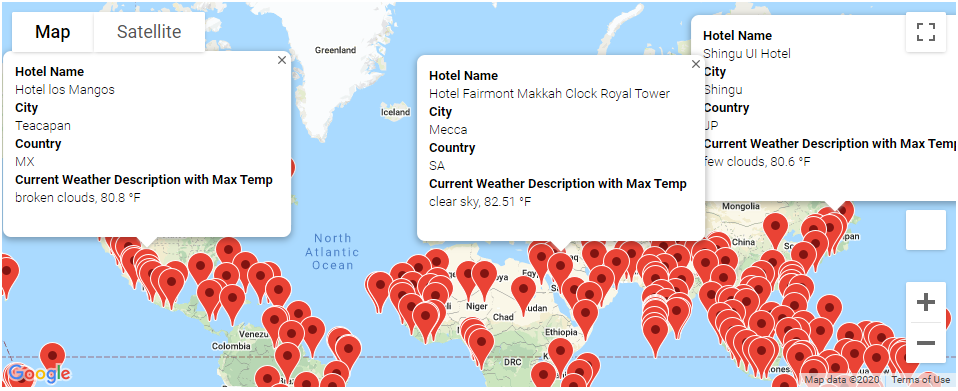 Map
Satellite
Hotel Name
Hotel los Mangos
City
Teacapan
Country
MX
Current Weather Description with Max Temp
broken clouds, 80.8 °F
Hotel Name
Hotel Fairmont Makkah Clock Royal Tower
City
Mecca
Country
SA
Current Weather Description with Max Temp
clear sky, 82.51 °F
Hotel Name
Shingu UI Hotel
City
Shingu
Country
JP
Current Weather Description with Max Temp
few clouds, 80.6 °F
Greenland
Iceland
North
Atlantic
Ocean
Mongolia
China
Niger
Chad
Sudan
Ethiopia
DRC
Colombia
Google
Map data ©2020
Terms of Use